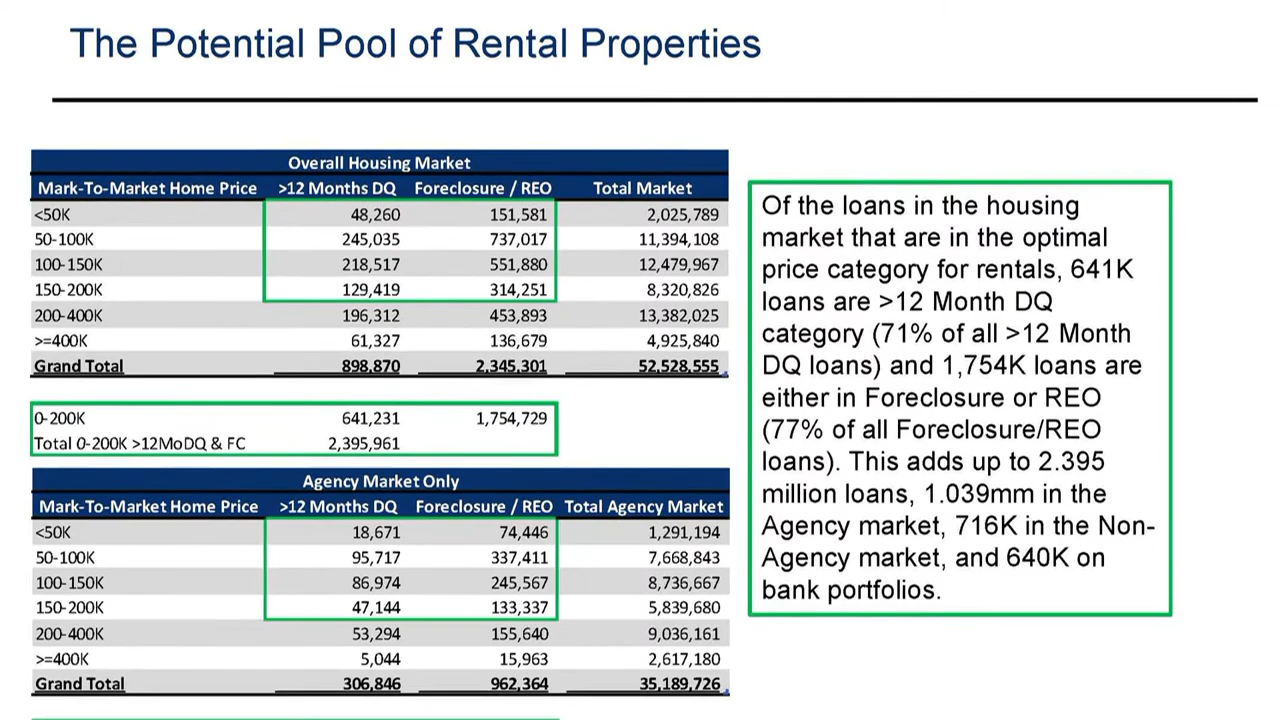 The Potential Pool of Rental Properties
Overall Housing Market
Mark-To-Market Home Price >12 Months DQ Foreclosure / REO Total Market
<50K 48,260 151,581 2,025,789
50-100K 245,035 737,017 11,394,108
100-150K 218,517 551,880 12,479,967
150-200K 129,419 314,251 8,320,826
200-400K 196,312 453,893 13,382,025
>=400K 61,327 136,679 4,925,840
Grand Total 898,870 2,345,301 52,528,555
0-200K 641,231 1,754,729
Total 0-200K >12MoDQ & FC 2,395,961
Agency Market Only
Mark-To-Market Home Price >12 Months DQ Foreclosure / REO Total Agency Market
<50K 18,671 74,446 1,291,194
50-100K 95,717 337,411 7,668,843
100-150K 86,974 245,567 8,736,667
150-200K 47,144 133,337 5,839,680
200-400K 53,294 155,640 9,036,161
>=400K 5,044 15,963 2,617,180
Grand Total 306,846 962,364 35,189,726
Of the loans in the housing
market that are in the optimal
price category for rentals, 641K
loans are >12 Month DQ
category (71% of all >12 Month
DQ loans) and 1,754K loans are
either in Foreclosure or REO
(77% of all Foreclosure/REO
loans). This adds up to 2.395
million loans, 1.039mm in the
Agency market, 716K in the Non-
Agency market, and 640K on
bank portfolios.